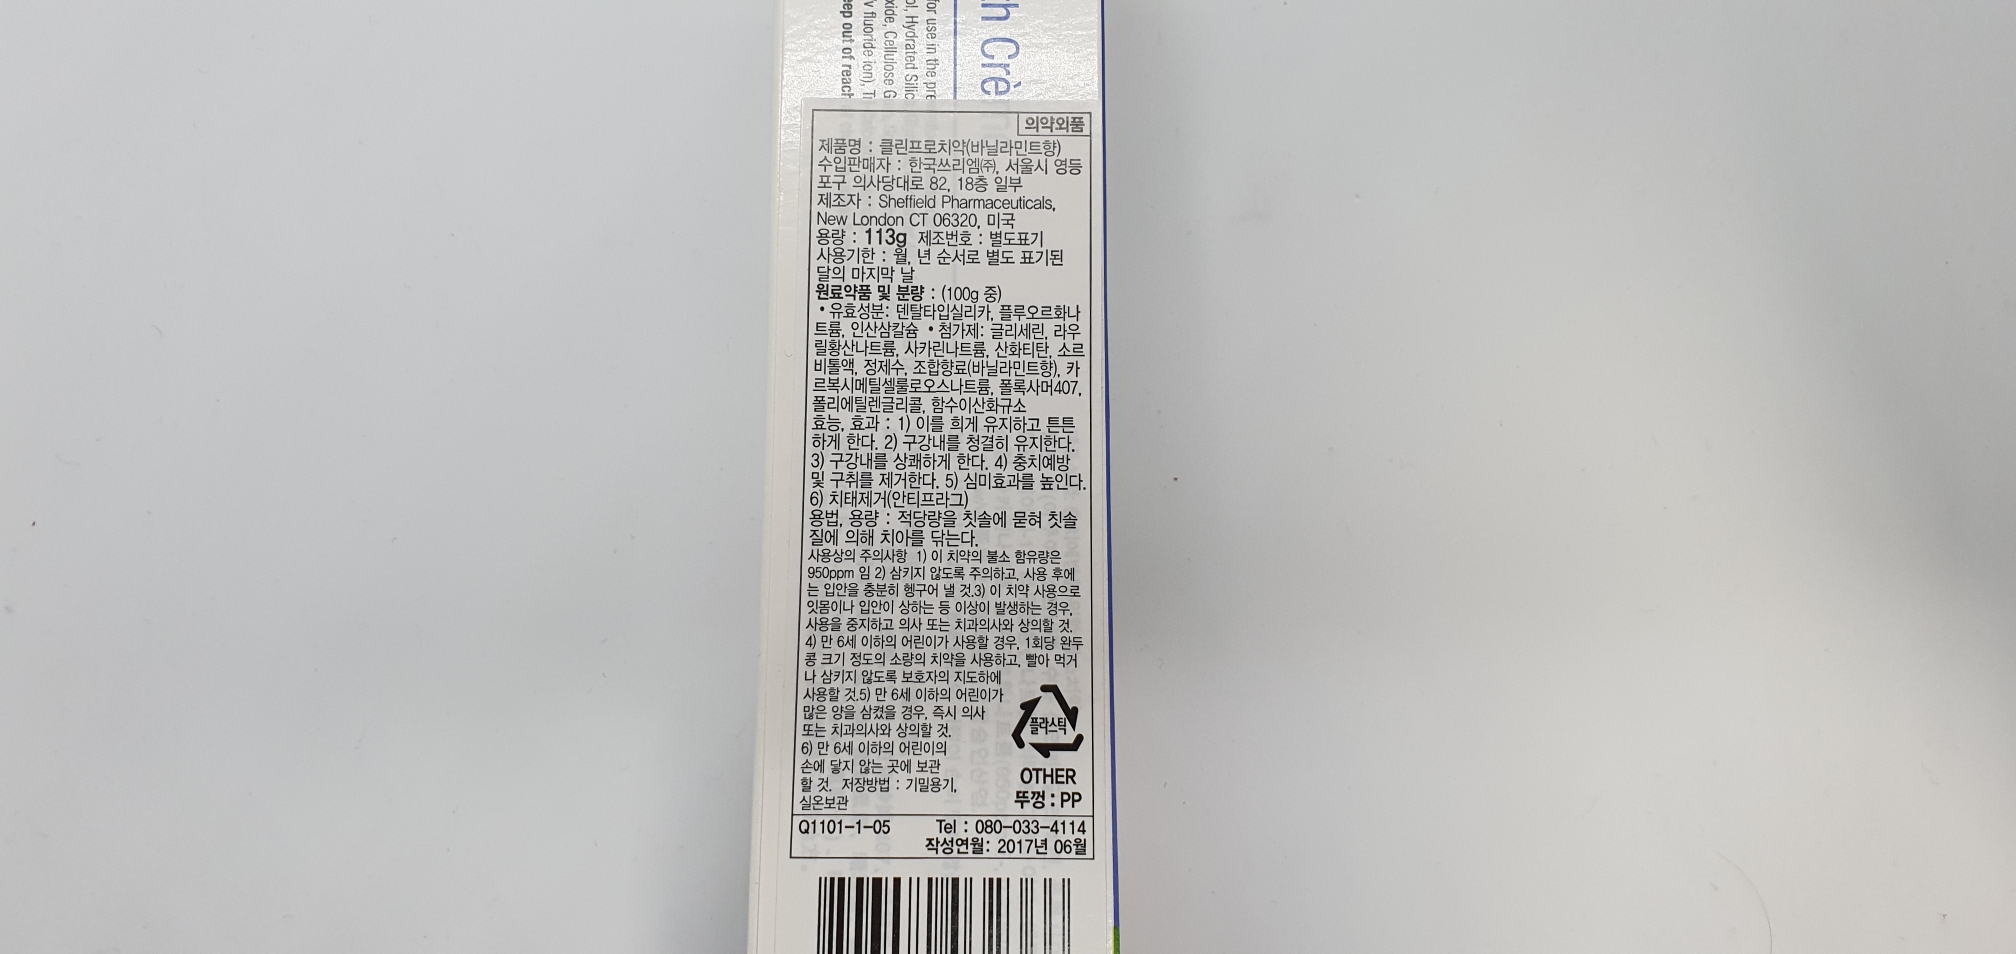 for use in the pre
ol, Hydrated Silic
xide, Cellulose G
V fluoride ion), Ti
eep out of reach
th Crè
의약외품
제품명 : 클린프로치약(바닐라민트향)
수입판매자 : 한국쓰리엠㈜, 서울시 영등
포구 의사당대로 82, 18층 일부
제조자 : Sheffield Pharmaceuticals,
New London CT 06320, 미국
용량 : 113g 제조번호 : 별도표기
사용기한 : 월, 년 순서로 별도 표기된
달의 마지막 날
원료약품 및 분량 : (100g 중)
• 유효성분: 덴탈타입실리카, 플루오르화나
트륨, 인산삼칼슘 • 첨가제: 글리세린, 라우
릴황산나트륨, 사카린나트륨, 산화티탄, 소르
비톨액, 정제수, 조합향료(바닐라민트향), 카
르복시메틸셀룰로오스나트륨, 폴록사머407,
폴리에틸렌글리콜, 함수이산화규소
효능, 효과 : 1) 이를 희게 유지하고 튼튼
하게 한다. 2) 구강내를 청결히 유지한다.
3) 구강내를 상쾌하게 한다. 4) 충치예방
및 구취를 제거한다. 5) 심미효과를 높인다.
6) 치태제거(안티프라그)
용법, 용량 : 적당량을 칫솔에 묻혀 칫솔
질에 의해 치아를 닦는다.
사용상의 주의사항 1) 이 치약의 불소 함유량은
950ppm 임 2) 삼키지 않도록 주의하고, 사용 후에
는 입안을 충분히 헹구어 낼 것.3) 이 치약 사용으로
잇몸이나 입안이 상하는 등 이상이 발생하는 경우,
사용을 중지하고 의사 또는 치과의사와 상의할 것.
4) 만 6세 이하의 어린이가 사용할 경우, 1회당 완두
콩 크기 정도의 소량의 치약을 사용하고, 빨아 먹거
나 삼키지 않도록 보호자의 지도하에
사용할 것.5) 만 6세 이하의 어린이가
많은 양을 삼켰을 경우, 즉시 의사
또는 치과의사와 상의할 것.
6) 만 6세 이하의 어린이의
손에 닿지 않는 곳에 보관
할 것. 저장방법 : 기밀용기,
실온보관
플라스틱
OTHER
뚜껑 : PP
Q1101-1-05 Tel : 080-033-4114
작성연월: 2017년 06월